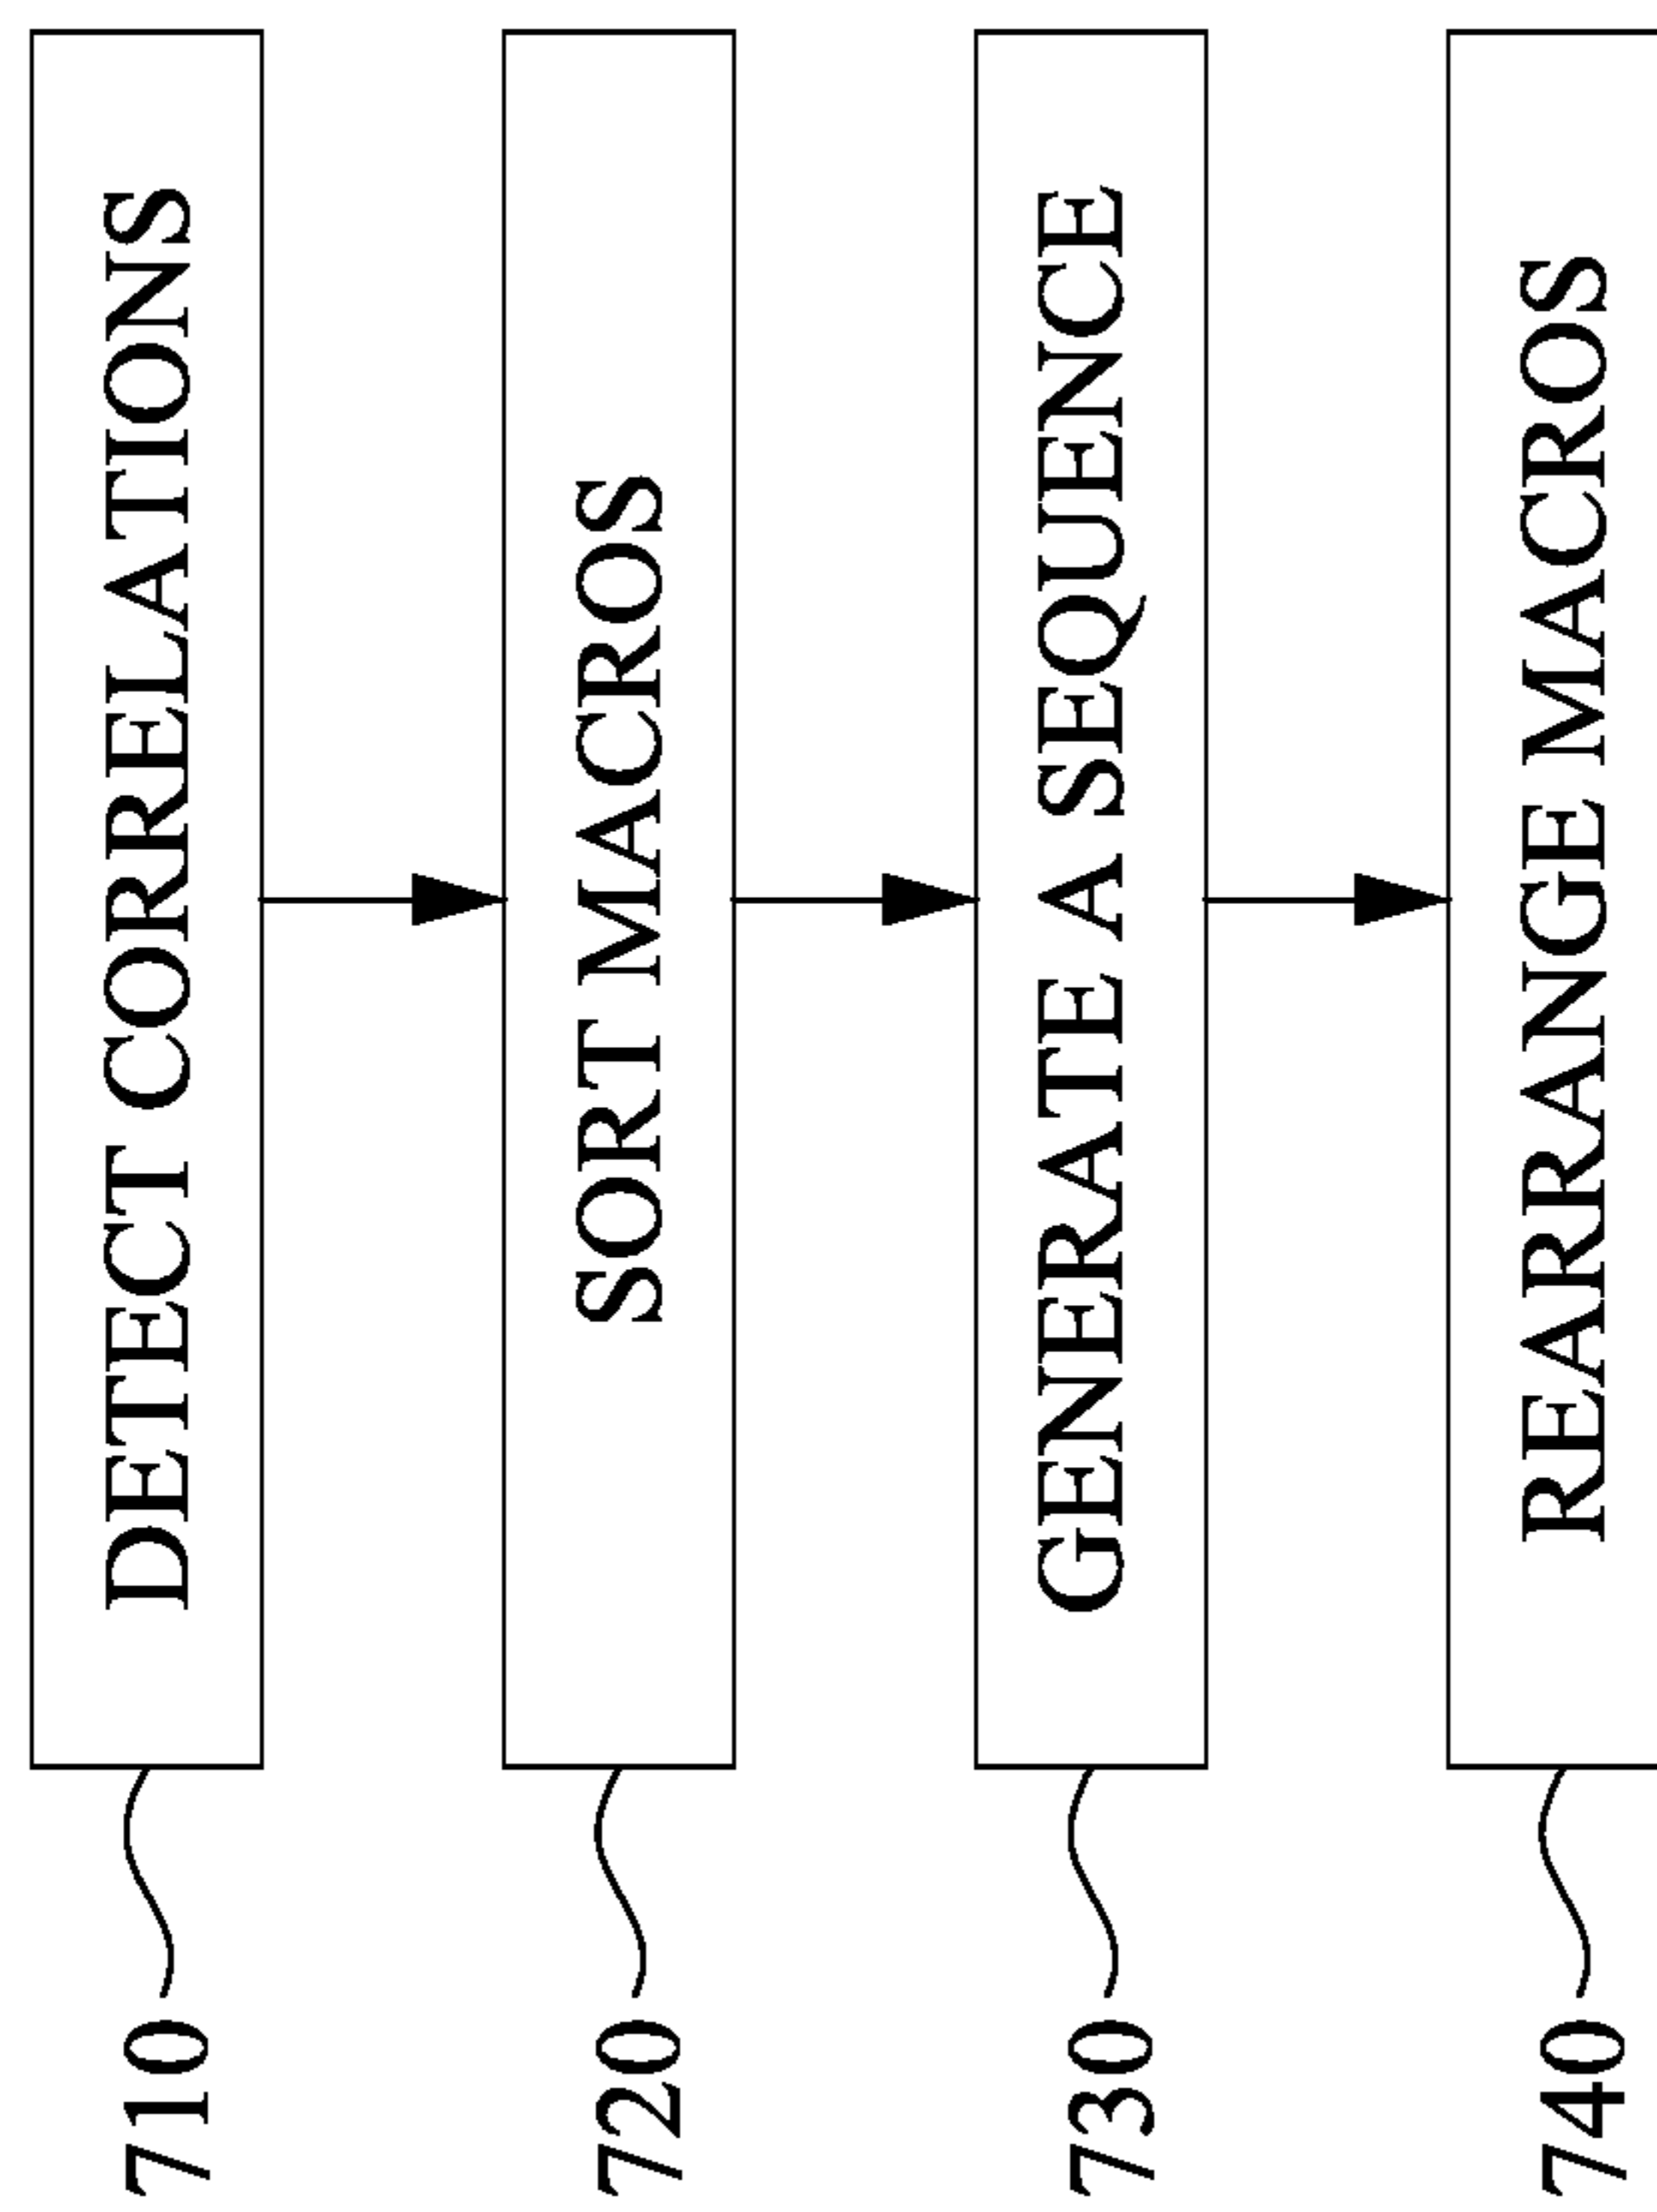 710 DETECT CORRELATIONS
720 SORT MACROS
730 GENERATE A SEQUENCE
740 REARRANGE MACROS